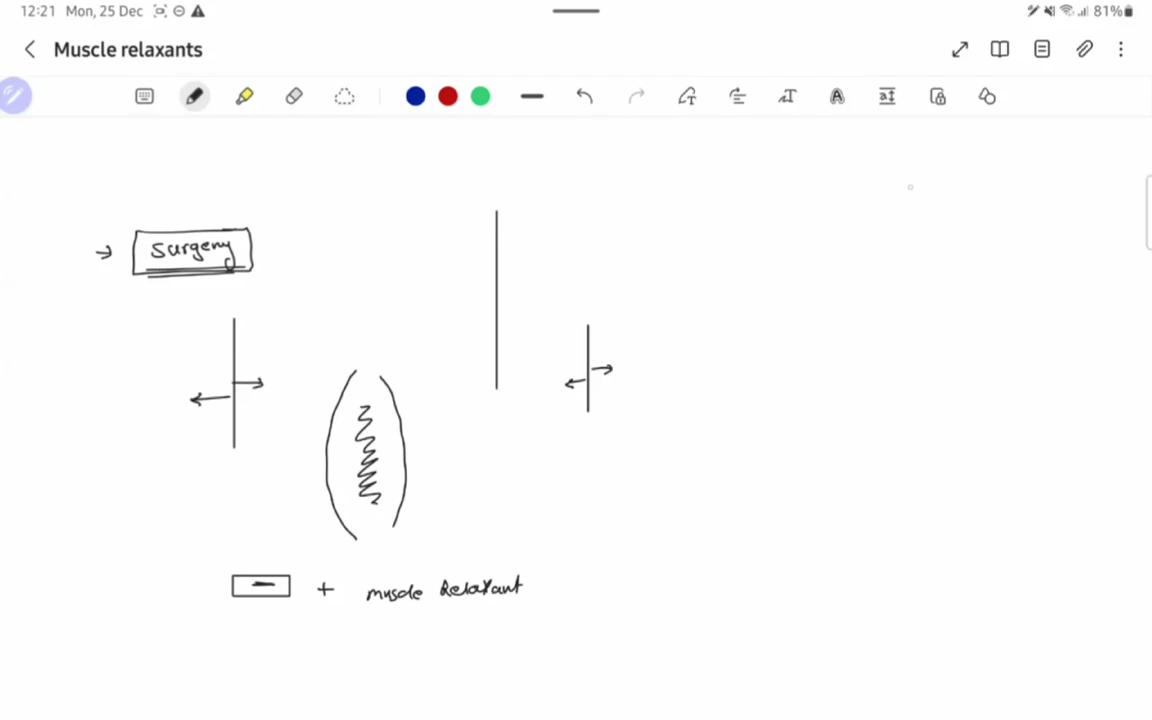 12:21 Mon, 25 Dec
81%
Muscle relaxants
→ Surgery
+ muscle Relaxant